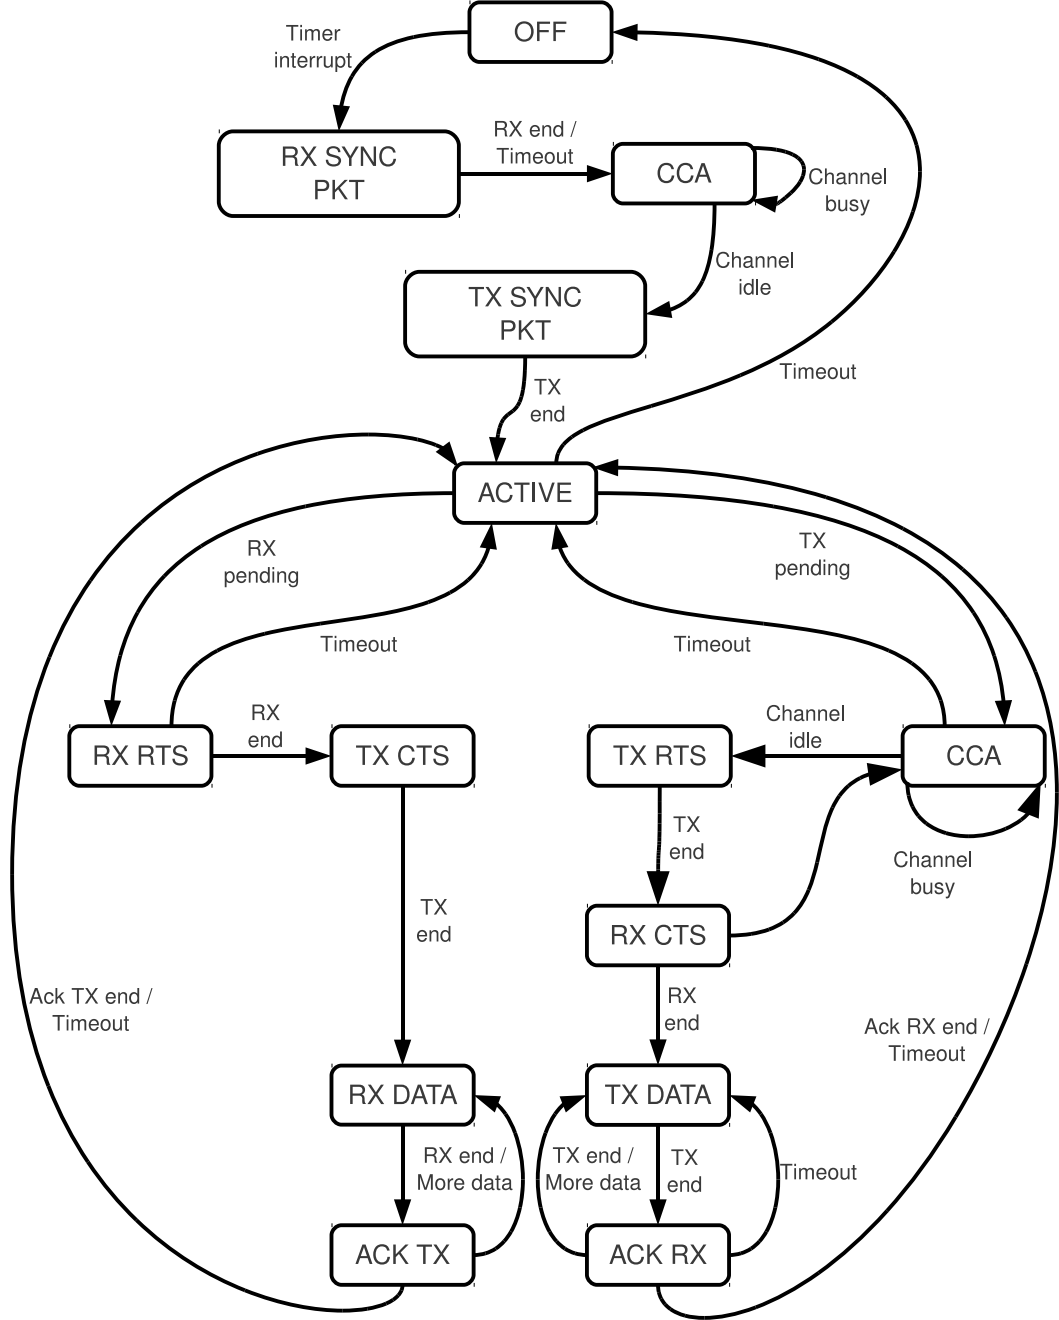 OFF
Timer
interrupt
RX SYNC
PKT
RX end /
Timeout
CCA
Channel
busy
Channel
idle
TX SYNC
PKT
TX
end
Timeout
ACTIVE
RX
pending
TX
pending
Timeout
Timeout
RX RTS
RX
end
TX CTS
TX RTS
Channel
idle
CCA
TX
end
Channel
busy
TX
end
RX CTS
Ack TX end /
Timeout
RX
end
Ack RX end /
Timeout
RX DATA
TX DATA
RX end /
More data
TX end /
More data
TX
end
Timeout
ACK TX
ACK RX